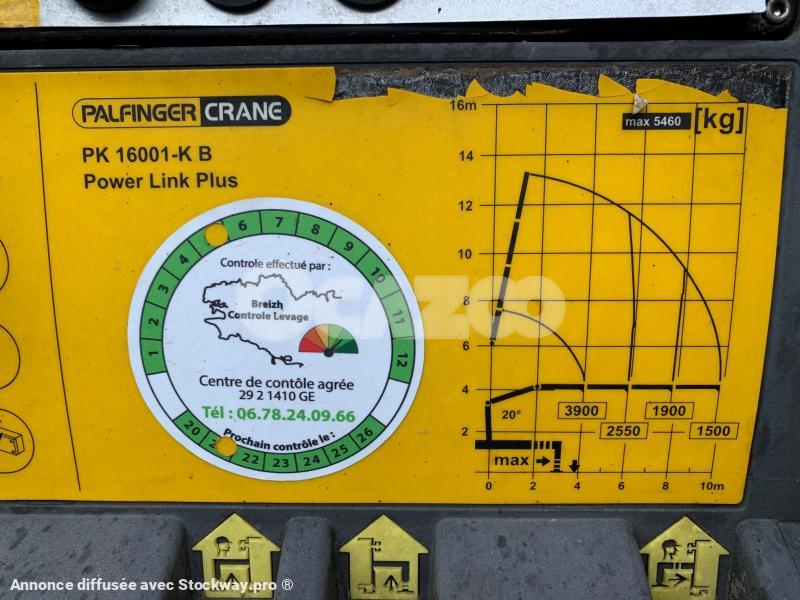 PALFINGER CRANE
PK 16001-K B
Power Link Plus
max 5460 [kg]
16m
14
12
10
8
6
4
2
20°
3900
1900
2550
1500
max
0 2 4 6 8 10m
1 2 3 4 6 7 8 9 10 11 12
Controle effectué par :
Breizh
Controle Levage
Centre de contôle agrée
29 2 1410 GE
Tél : 06.78.24.09.66
Prochain contrôle le :
20 22 23 24 25 26
OCAZOO
Annonce diffusée avec Stockway.pro ®